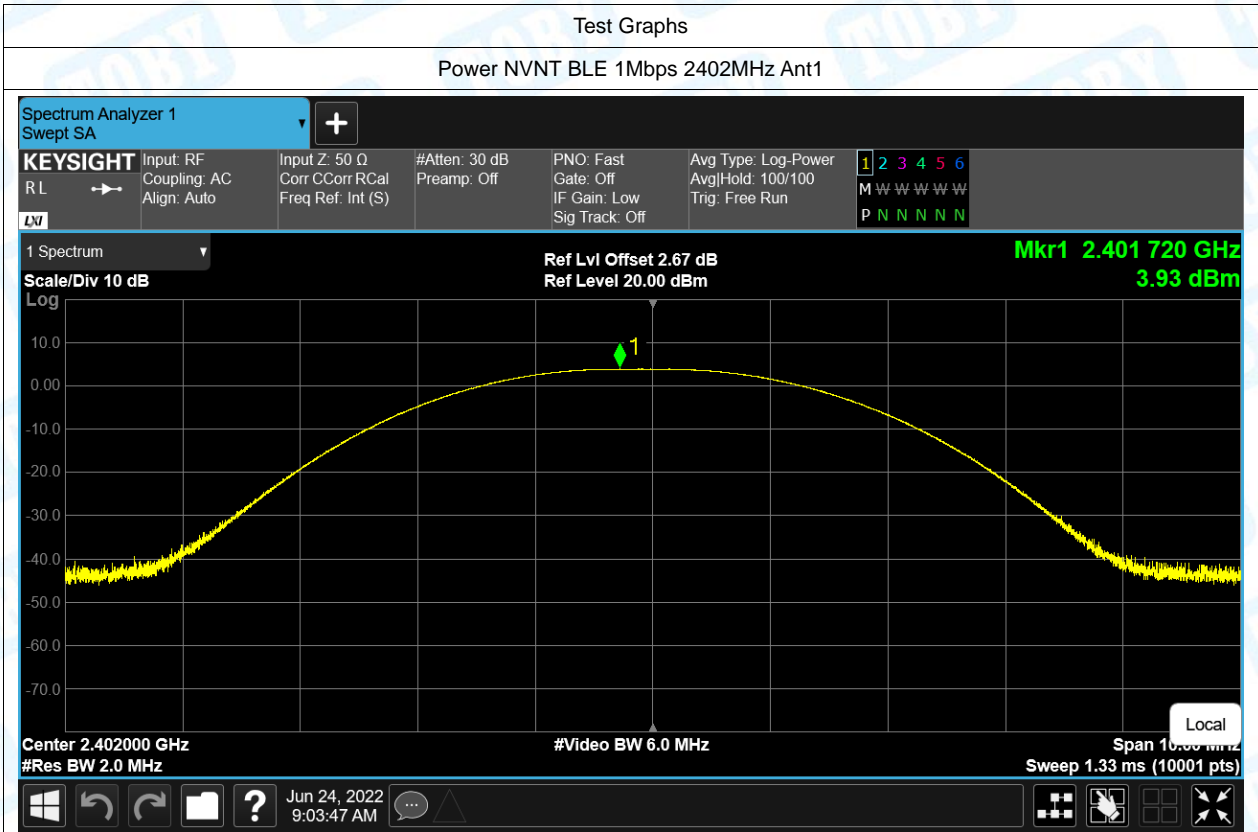 Test Graphs
Power NVNT BLE 1Mbps 2402MHz Ant1
Spectrum Analyzer 1
Swept SA
KEYSIGHT
R L
LXI
Input: RF
Coupling: AC
Align: Auto
Input Z: 50 Ω
Corr CCorr RCal
Freq Ref: Int (S)
#Atten: 30 dB
Preamp: Off
PNO: Fast
Gate: Off
IF Gain: Low
Sig Track: Off
Avg Type: Log-Power
Avg|Hold: 100/100
Trig: Free Run
1 2 3 4 5 6
M W W W W W
P N N N N N
1 Spectrum
Scale/Div 10 dB
Ref Lvl Offset 2.67 dB
Ref Level 20.00 dBm
Mkr1 2.401 720 GHz
3.93 dBm
Log
10.0
0.00
-10.0
-20.0
-30.0
-40.0
-50.0
-60.0
-70.0
1
Local
Center 2.402000 GHz
#Video BW 6.0 MHz
Span 10.00 MHz
#Res BW 2.0 MHz
Sweep 1.33 ms (10001 pts)
?
Jun 24, 2022
9:03:47 AM
TOBY